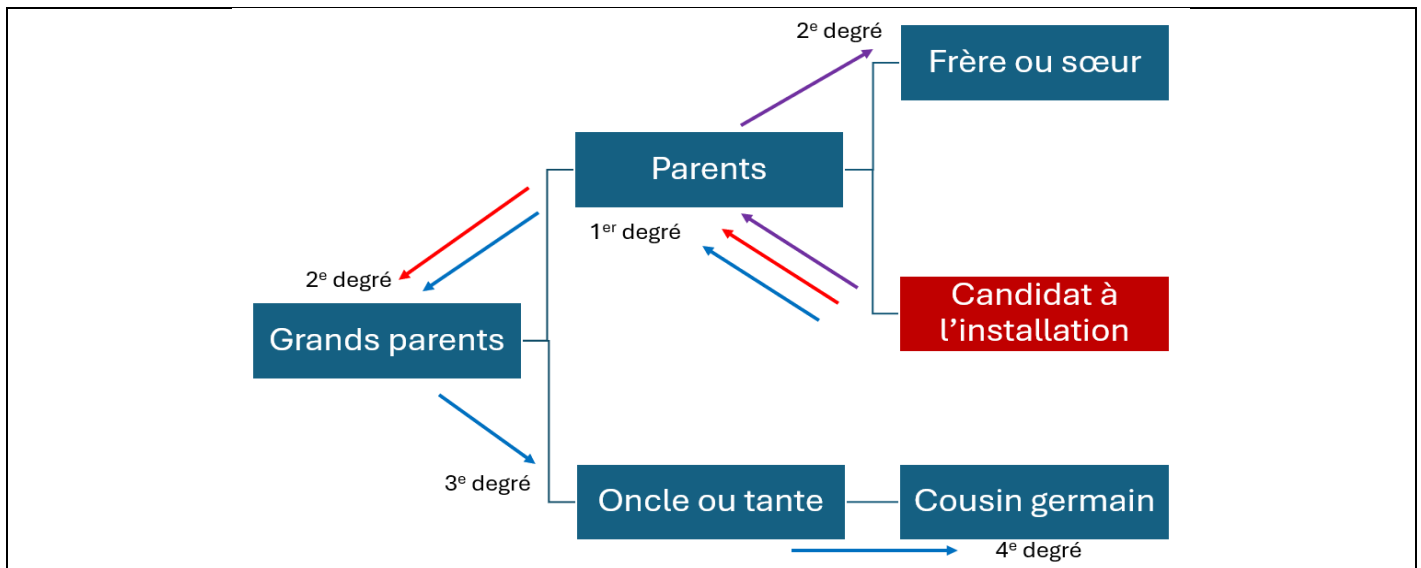 2e degré
Frère ou sœur
Parents
1er degré
2e degré
Candidat à
l’installation
Grands parents
3e degré
Oncle ou tante
Cousin germain
4e degré